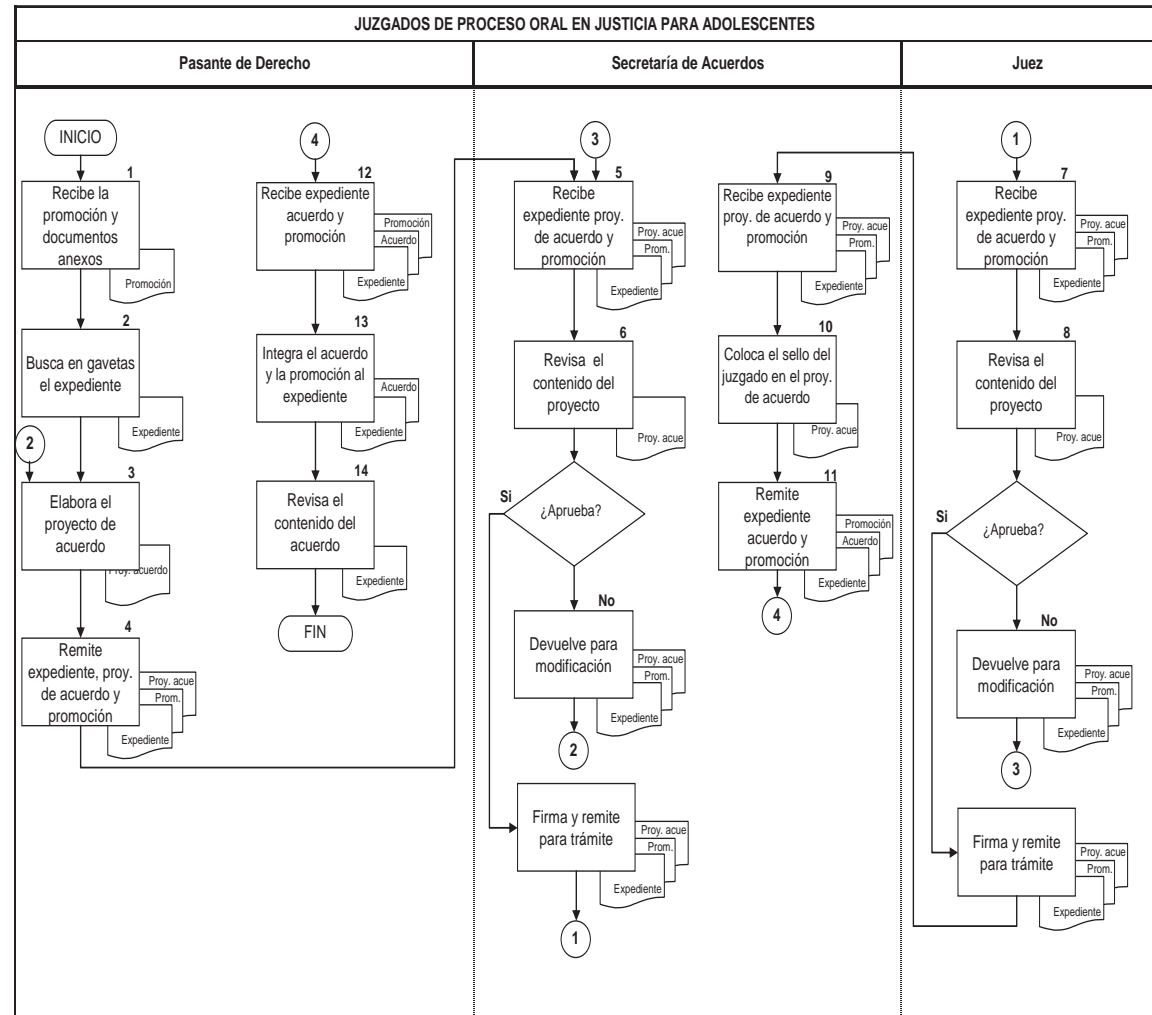 JUZGADOS DE PROCESO ORAL EN JUSTICIA PARA ADOLESCENTES
Pasante de Derecho
Secretaría de Acuerdos
Juez
INICIO
1
Recibe la
promoción y
documentos
anexos
Promoción
2
Busca en gavetas
el expediente
Expediente
2
3
Elabora el
proyecto de
acuerdo
Proy. acuerdo
4
Remite
expediente, proy.
de acuerdo y
promoción
Proy. acue
Prom.
Expediente
4
12
Recibe expediente
acuerdo y
promoción
Promoción
Acuerdo
Expediente
13
Integra el acuerdo
y la promoción al
expediente
Acuerdo
Expediente
14
Revisa el
contenido del
acuerdo
Expediente
FIN
3
5
Recibe
expediente proy.
de acuerdo y
promoción
Proy. acue
Prom.
Expediente
6
Revisa el
contenido del
proyecto
Proy. acue
Si
¿Aprueba?
No
Devuelve para
modificación
Proy. acue
Prom.
Expediente
2
Firma y remite
para trámite
Proy. acue
Prom.
Expediente
1
9
Recibe expediente
proy. de acuerdo y
promoción
Proy. acue
Prom.
Expediente
10
Coloca el sello del
juzgado en el proy.
de acuerdo
Proy. acue
11
Remite
expediente
acuerdo y
promoción
Promoción
Acuerdo
Expediente
4
1
7
Recibe
expediente proy.
de acuerdo y
promoción
Proy. acue
Prom.
Expediente
8
Revisa el
contenido del
proyecto
Proy. acue
Si
¿Aprueba?
No
Devuelve para
modificación
Proy. acue
Prom.
Expediente
3
Firma y remite
para trámite
Proy. acue
Prom.
Expediente